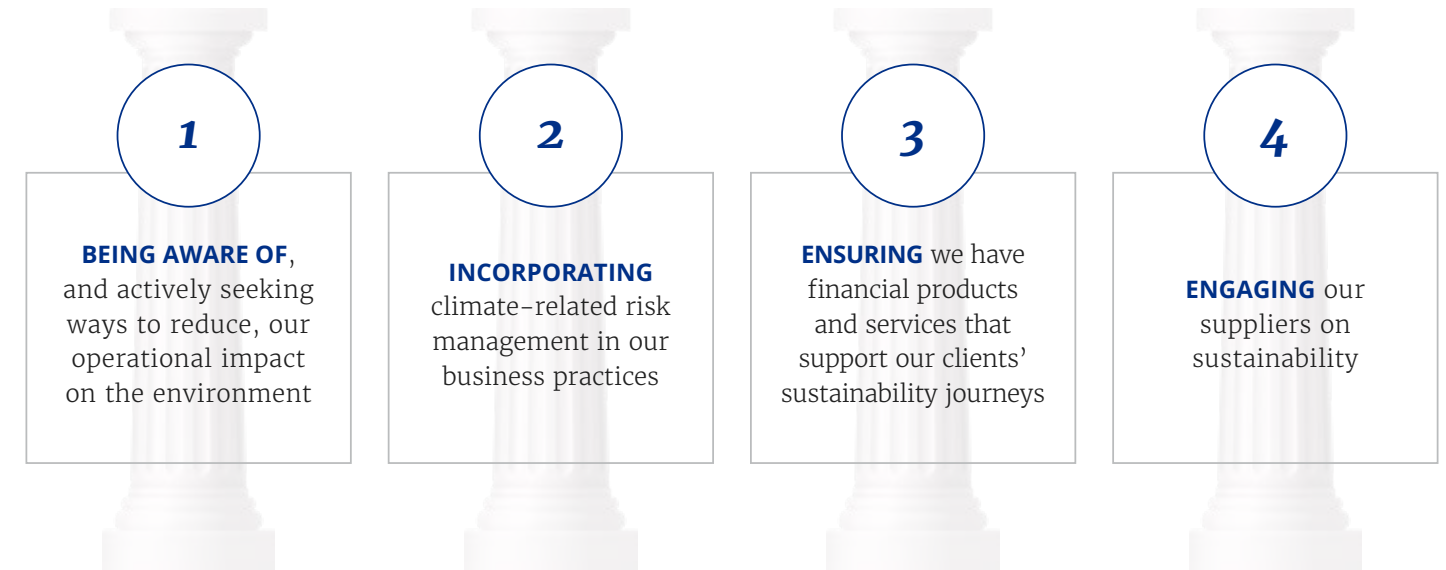 1
BEING AWARE OF,
and actively seeking
ways to reduce, our
operational impact
on the environment
2
INCORPORATING
climate-related risk
management in our
business practices
3
ENSURING we have
financial products
and services that
support our clients’
sustainability journeys
4
ENGAGING our
suppliers on
sustainability